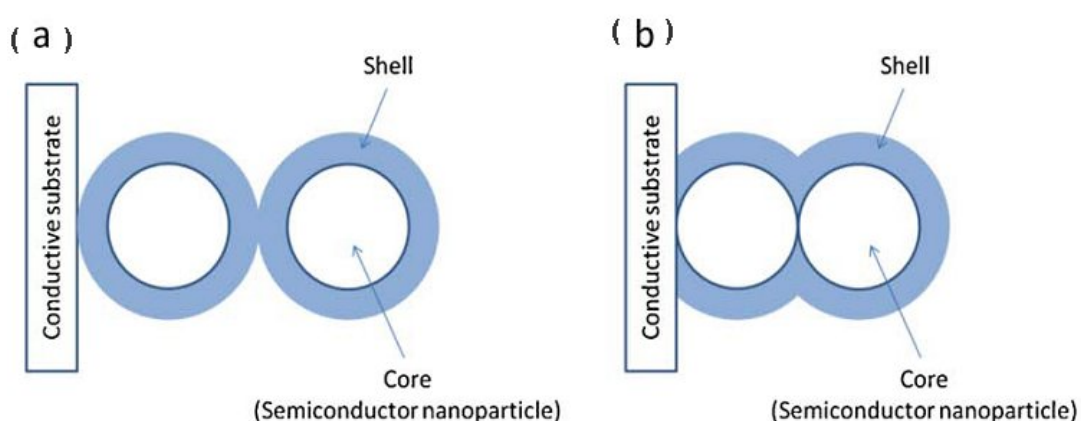 ( a )
Shell
Conductive substrate
Core
(Semiconductor nanoparticle)
( b )
Shell
Conductive substrate
Core
(Semiconductor nanoparticle)